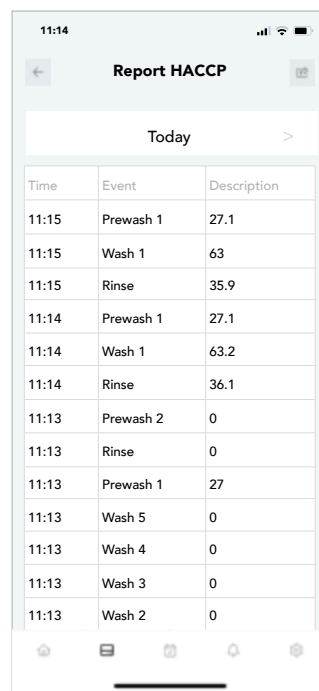 11:14
Report HACCP
Today >
Time Event Description
11:15 Prewash 1 27.1
11:15 Wash 1 63
11:15 Rinse 35.9
11:14 Prewash 1 27.1
11:14 Wash 1 63.2
11:14 Rinse 36.1
11:13 Prewash 2 0
11:13 Rinse 0
11:13 Prewash 1 27
11:13 Wash 5 0
11:13 Wash 4 0
11:13 Wash 3 0
11:13 Wash 2 0